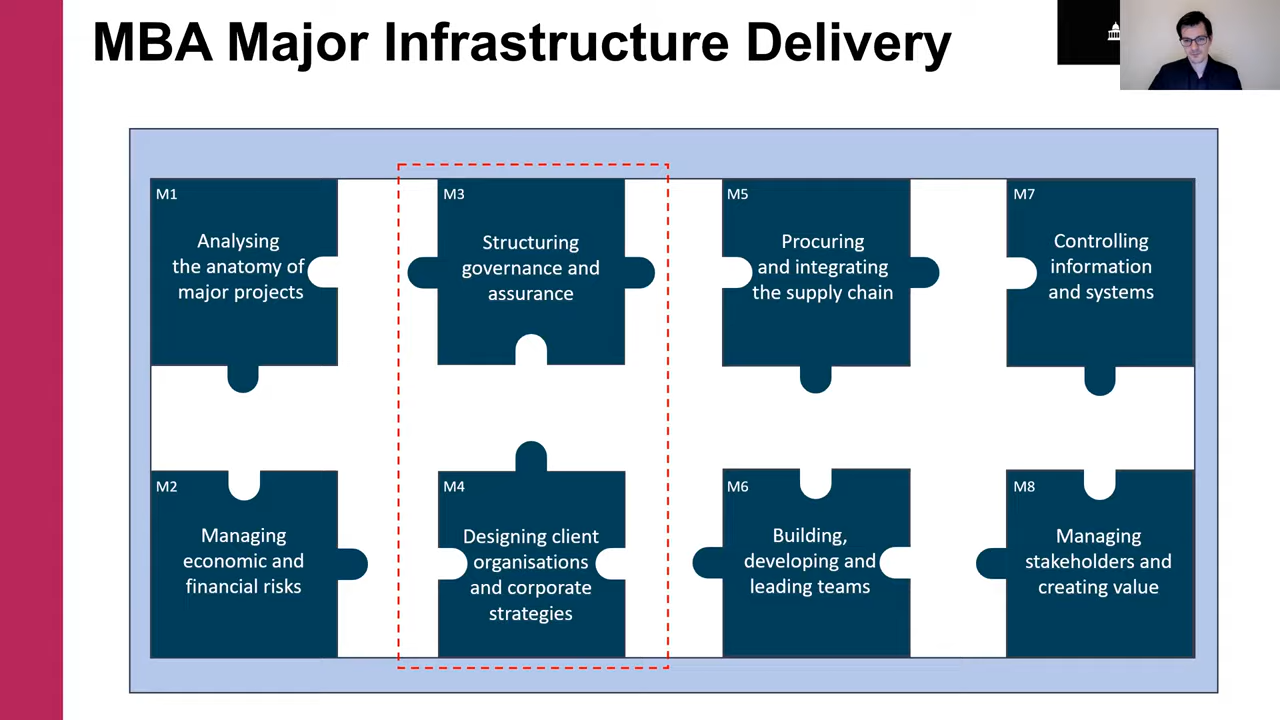 MBA Major Infrastructure Delivery
M1
Analysing
the anatomy of
major projects
M3
Structuring
governance and
assurance
M5
Procuring
and integrating
the supply chain
M7
Controlling
information
and systems
M2
Managing
economic and
financial risks
M4
Designing client
organisations
and corporate
strategies
M6
Building,
developing and
leading teams
M8
Managing
stakeholders and
creating value